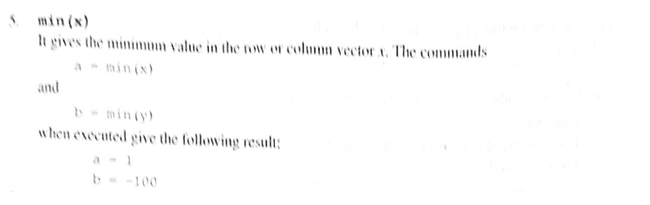 5. min(x)
It gives the minimum value in the row or column vector x. The commands
a = min(x)
and
b = min(y)
when executed give the following result:
a = 1
b = -100